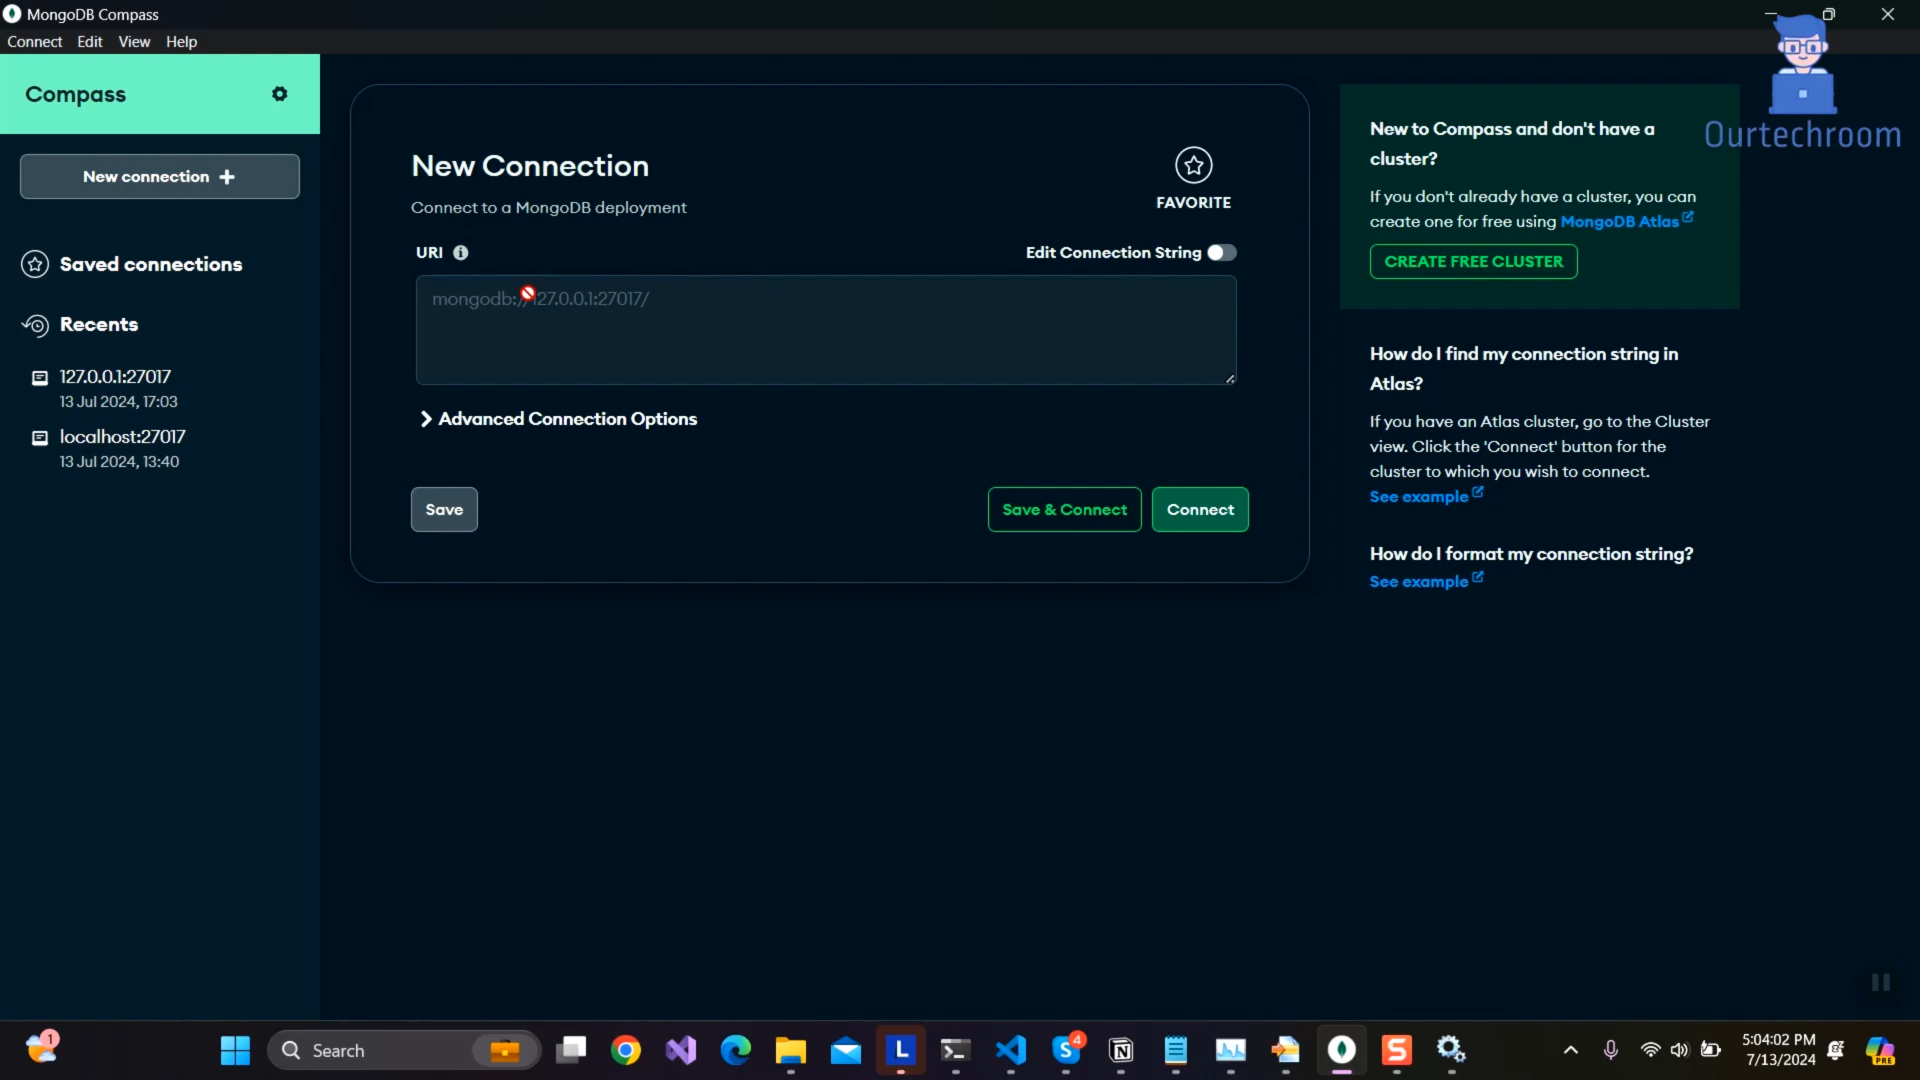 MongoDB Compass
Connect Edit View Help
Compass
New connection
Saved connections
Recents
127.0.0.1:27017
13 Jul 2024, 17:03
localhost:27017
13 Jul 2024, 13:40
New Connection
Connect to a MongoDB deployment
FAVORITE
URI
Edit Connection String
mongodb://127.0.0.1:27017/
Advanced Connection Options
Save
Save & Connect
Connect
New to Compass and don't have a
cluster?
If you don't already have a cluster, you can
create one for free using MongoDB Atlas
CREATE FREE CLUSTER
How do I find my connection string in
Atlas?
If you have an Atlas cluster, go to the Cluster
view. Click the 'Connect' button for the
cluster to which you wish to connect.
See example
How do I format my connection string?
See example
Ourtechroom
1
Search
L
S
4
N
S
5:04:02 PM
7/13/2024
PRE